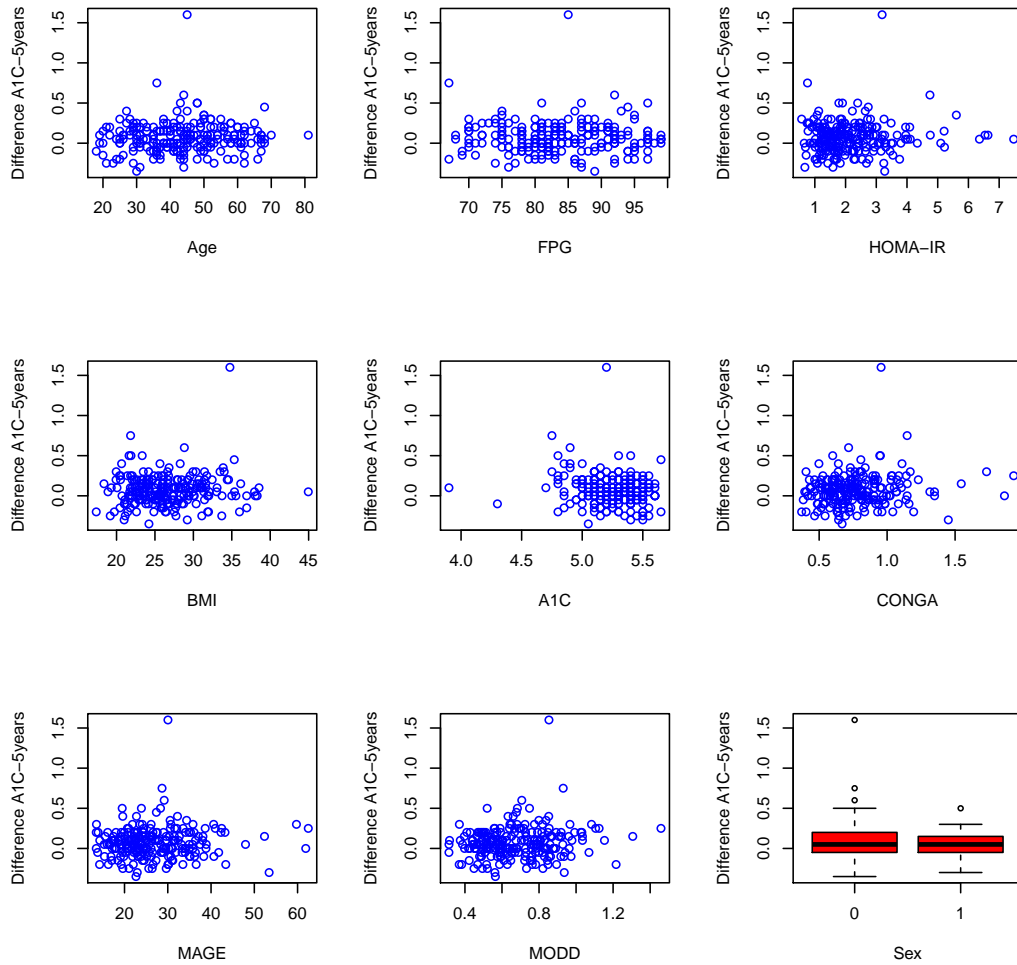 Difference A1C−5years
0.0 0.5 1.0 1.5
20 30 40 50 60 70 80
Age
Difference A1C−5years
0.0 0.5 1.0 1.5
70 75 80 85 90 95
FPG
Difference A1C−5years
0.0 0.5 1.0 1.5
1 2 3 4 5 6 7
HOMA−IR
Difference A1C−5years
0.0 0.5 1.0 1.5
20 25 30 35 40 45
BMI
Difference A1C−5years
0.0 0.5 1.0 1.5
4.0 4.5 5.0 5.5
A1C
Difference A1C−5years
0.0 0.5 1.0 1.5
0.5 1.0 1.5
CONGA
Difference A1C−5years
0.0 0.5 1.0 1.5
20 30 40 50 60
MAGE
Difference A1C−5years
0.0 0.5 1.0 1.5
0.4 0.8 1.2
MODD
Difference A1C−5years
0.0 0.5 1.0 1.5
0 1
Sex